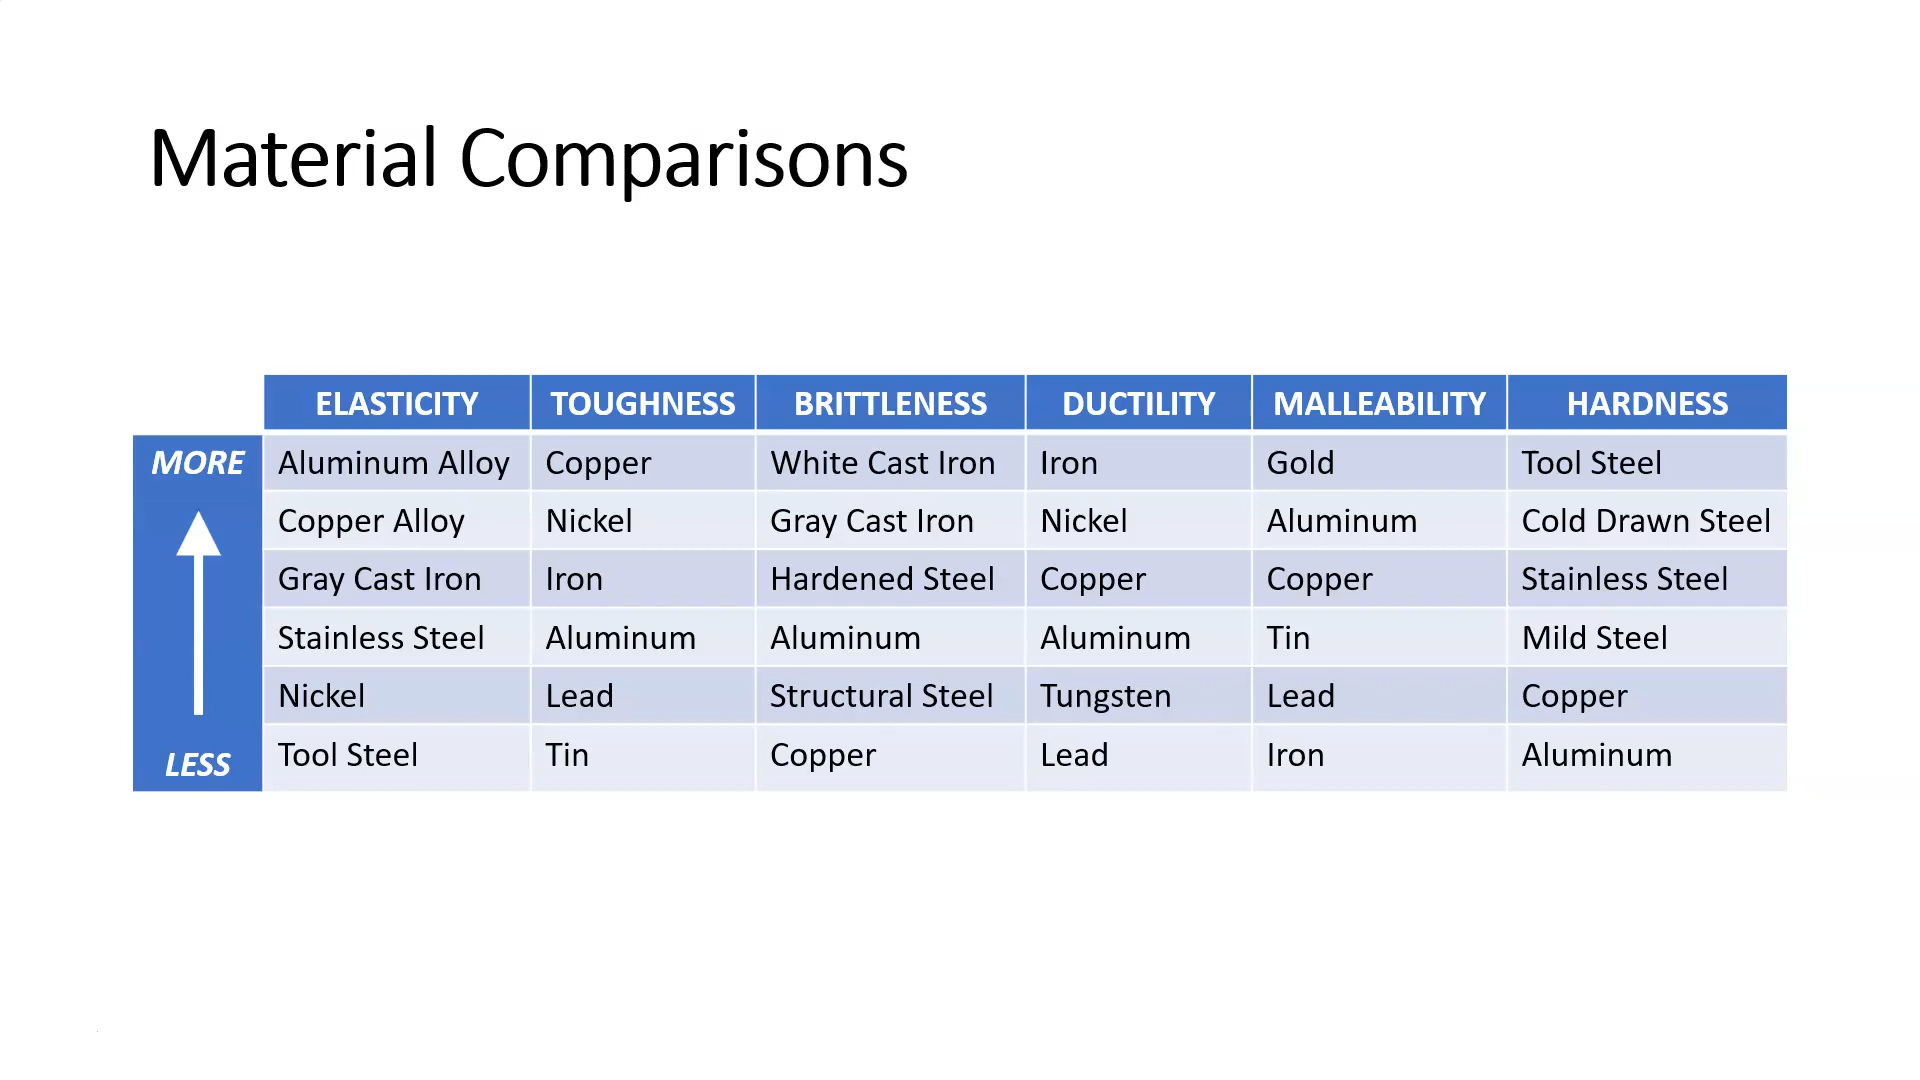 Material Comparisons
ELASTICITY TOUGHNESS BRITTLENESS DUCTILITY MALLEABILITY HARDNESS
MORE Aluminum Alloy Copper White Cast Iron Iron Gold Tool Steel
Copper Alloy Nickel Gray Cast Iron Nickel Aluminum Cold Drawn Steel
Gray Cast Iron Iron Hardened Steel Copper Copper Stainless Steel
Stainless Steel Aluminum Aluminum Aluminum Tin Mild Steel
Nickel Lead Structural Steel Tungsten Lead Copper
LESS Tool Steel Tin Copper Lead Iron Aluminum